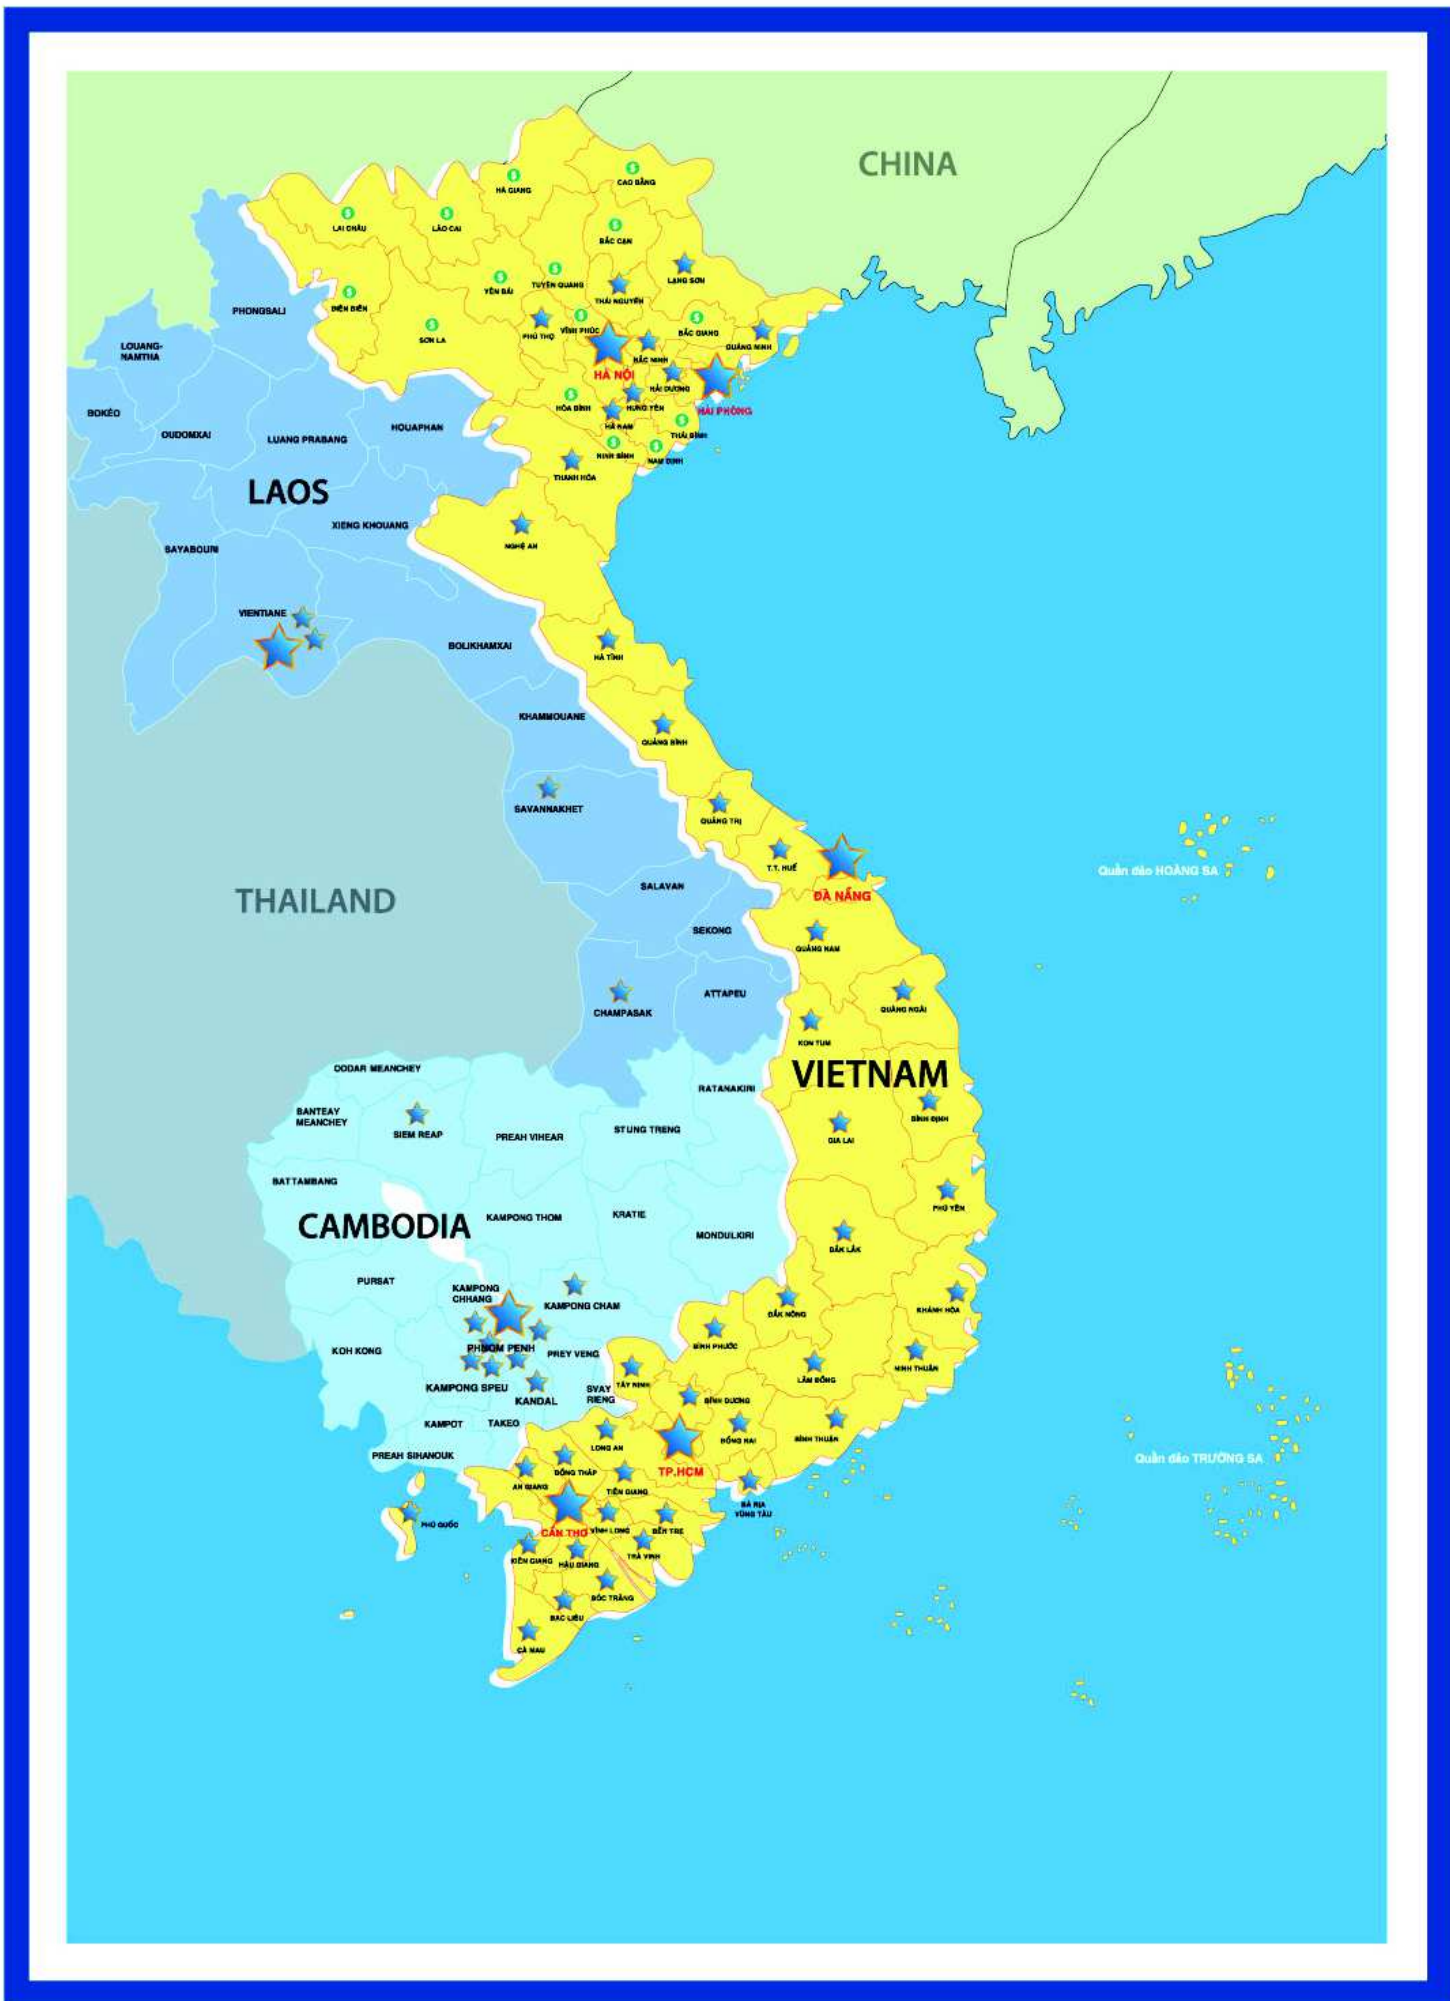 CHINA
HÀ GIANG
CAO BẰNG
LAI CHÂU
LÀO CAI
BẮC CẠN
LẠNG SƠN
YÊN BÁI
TUYÊN QUANG
THÁI NGUYÊN
ĐIỆN BIÊN
SƠN LA
PHÚ THỌ
VĨNH PHÚC
BẮC GIANG
QUẢNG NINH
BẮC NINH
HÀ NỘI
HẢI DƯƠNG
HÒA BÌNH
HƯNG YÊN
HẢI PHÒNG
HÀ NAM
THÁI BÌNH
NINH BÌNH
NAM ĐỊNH
THANH HÓA
NGHỆ AN
PHONGSALI
LOUANG-
NAMTHA
BOKÉO
OUDOMXAI
LUANG PRABANG
HOUAPHAN
LAOS
XIENG KHOUANG
SAYABOURI
VIENTIANE
BOLIKHAMXAI
HÀ TĨNH
KHAMMOUANE
QUẢNG BÌNH
SAVANNAKHET
QUẢNG TRỊ
T.T. HUẾ
Quần đảo HOÀNG SA
THAILAND
SALAVAN
ĐÀ NẴNG
SEKONG
QUẢNG NAM
ATTAPEU
CHAMPASAK
QUẢNG NGÃI
KON TUM
VIETNAM
ODDAR MEANCHEY
RATANAKIRI
BANTEAY
MEANCHEY
SIEM REAP
PREAH VIHEAR
STUNG TRENG
BÌNH ĐỊNH
GIA LAI
BATTAMBANG
CAMBODIA
KAMPONG THOM
KRATIE
MONDULKIRI
PHÚ YÊN
ĐĂK LĂK
PURSAT
KAMPONG
CHHANG
KAMPONG CHAM
ĐẮK NÔNG
KHÁNH HÒA
KOH KONG
PHNOM PENH
PREY VENG
BÌNH PHƯỚC
NINH THUẬN
KAMPONG SPEU
KANDAL
SVAY
RIENG
TÂY NINH
LÂM ĐỒNG
BÌNH DƯƠNG
KAMPOT
TAKEO
PREAH SIHANOUK
LONG AN
ĐỒNG NAI
BÌNH THUẬN
Quần đảo TRƯỜNG SA
ĐỒNG THÁP
TP.HCM
AN GIANG
TIỀN GIANG
BÀ RỊA
VŨNG TÀU
PHÚ QUỐC
CẦN THƠ
VĨNH LONG
BẾN TRE
KIÊN GIANG
HẬU GIANG
TRÀ VINH
SÓC TRĂNG
BẠC LIÊU
CÀ MAU